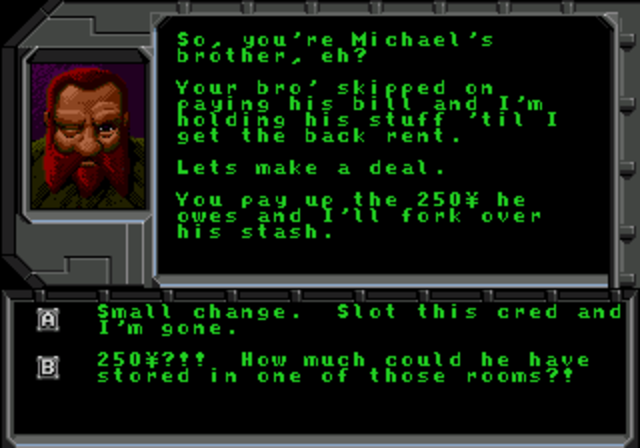 So, you're Michael's
brother, eh?
Your bro' skipped on
paying his bill and I'm
holding his stuff 'til I
get the back rent.
Lets make a deal.
You pay up the 250¥ he
owes and I'll fork over
his stash.
A Small change. Slot this cred and
I'm gone.
B 250¥?!! How much could he have
stored in one of those rooms?!